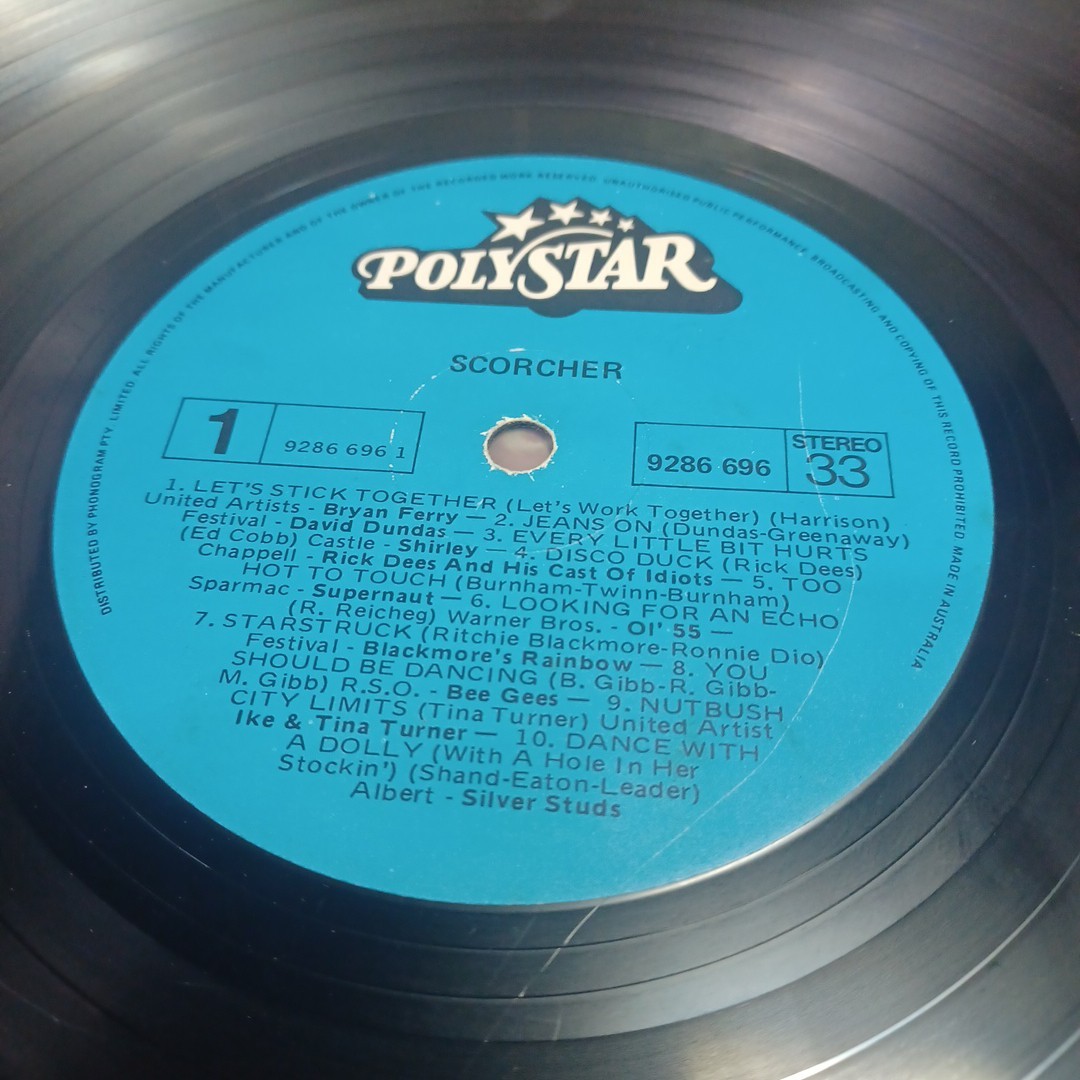 DISTRIBUTED BY PHONOGRAM PTY. LIMITED. ALL RIGHTS OF THE MANUFACTURER AND OF THE OWNER OF THE RECORDED WORK RESERVED. UNAUTHORISED PUBLIC PERFORMANCE, BROADCASTING AND COPYING OF THIS RECORD PROHIBITED. MADE IN AUSTRALIA
POLYSTAR
SCORCHER
1
9286 696 1
9286 696
STEREO
33
1. LET'S STICK TOGETHER (Let's Work Together) (Harrison)
United Artists - Bryan Ferry — 2. JEANS ON (Dundas-Greenaway)
Festival - David Dundas — 3. EVERY LITTLE BIT HURTS
(Ed Cobb) Castle - Shirley — 4. DISCO DUCK (Rick Dees)
Chappell - Rick Dees And His Cast Of Idiots — 5. TOO
HOT TO TOUCH (Burnham-Twinn-Burnham)
Sparmac - Supernaut — 6. LOOKING FOR AN ECHO
(R. Reicheg) Warner Bros. - Ol' 55 —
7. STARSTRUCK (Ritchie Blackmore-Ronnie Dio)
Festival - Blackmore's Rainbow — 8. YOU
SHOULD BE DANCING (B. Gibb-R. Gibb-
M. Gibb) R.S.O. - Bee Gees — 9. NUTBUSH
CITY LIMITS (Tina Turner) United Artist
Ike & Tina Turner — 10. DANCE WITH
A DOLLY (With A Hole In Her
Stockin') (Shand-Eaton-Leader)
Albert - Silver Studs